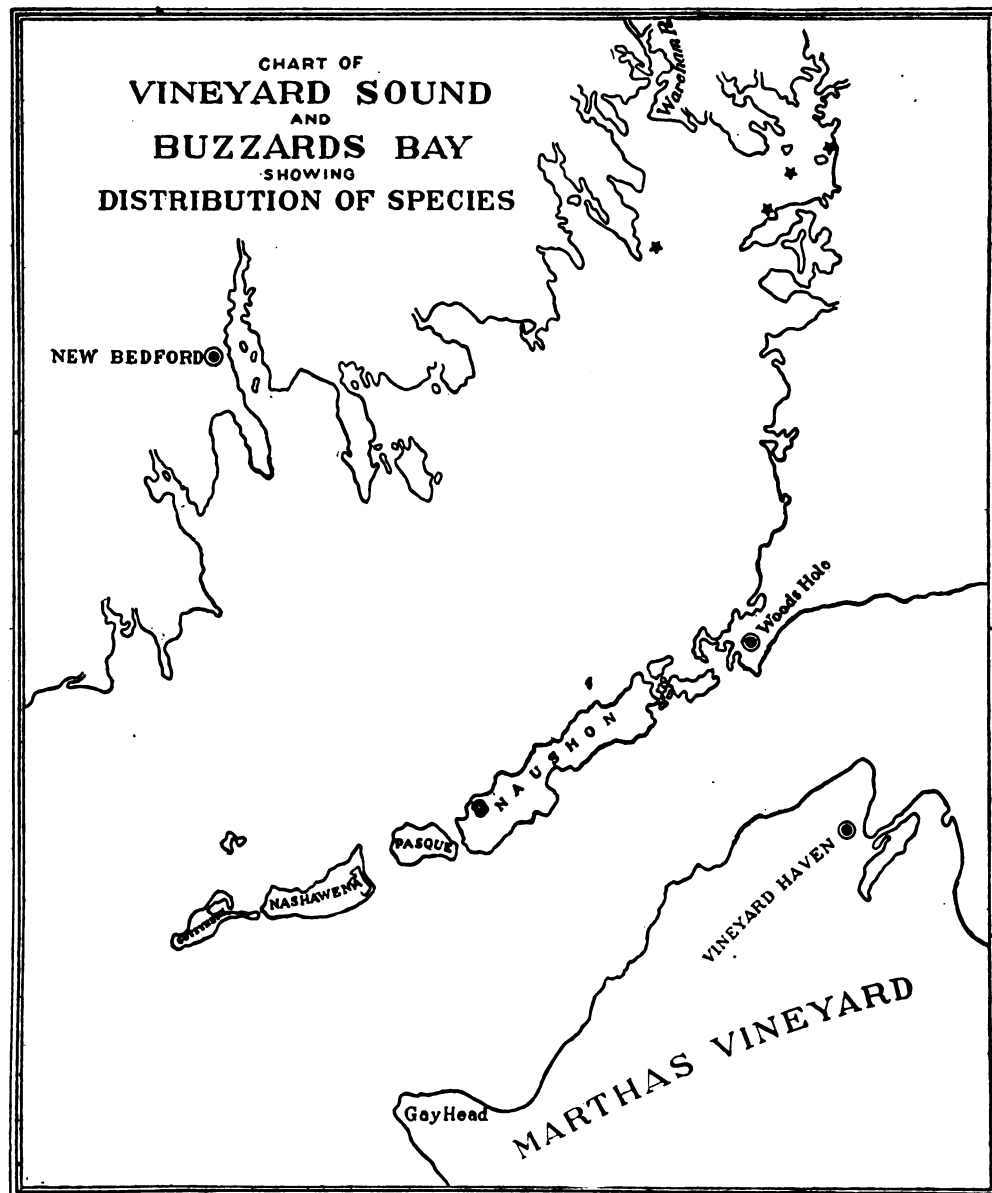 CHART OF
VINEYARD SOUND
AND
BUZZARDS BAY
SHOWING
DISTRIBUTION OF SPECIES
Wareham R.
NEW BEDFORD
Woods Hole
NAUSHON
PASQUE
NASHAWENA
VINEYARD HAVEN
MARTHAS VINEYARD
Gay Head